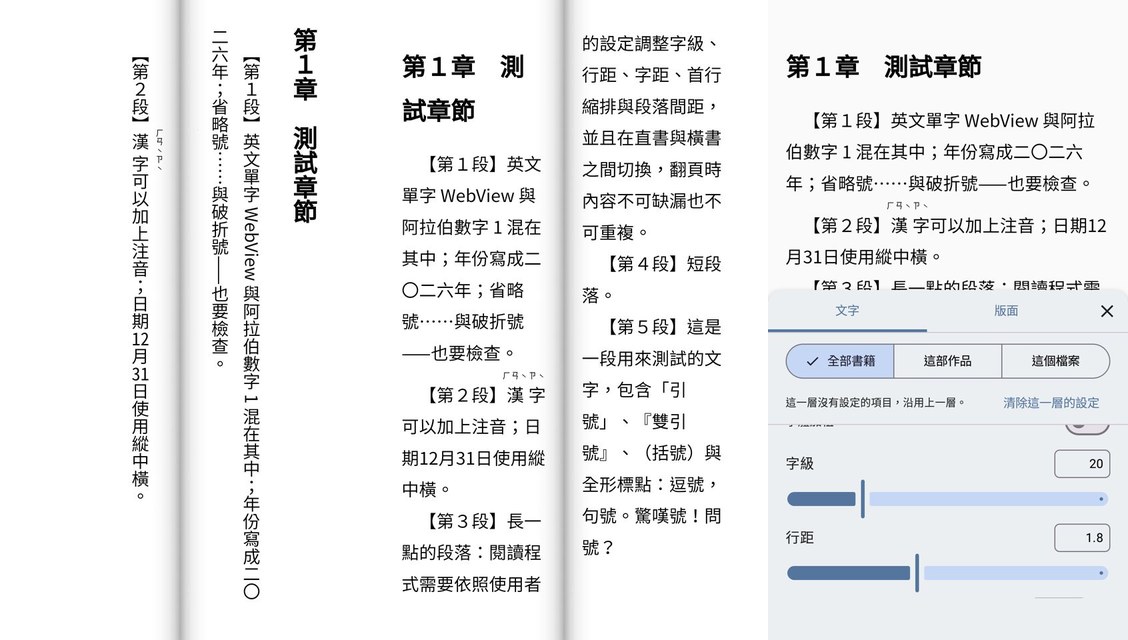 第１章　測試章節
【第１段】英文單字 WebView 與阿拉伯數字 1 混在其中；年份寫成二〇
二六年；省略號⋯⋯與破折號——也要檢查。
【第２段】漢字可以加上注音；日期12月31日使用縱中橫。
ㄏㄢˋㄗˋ
第１章　測
試章節
【第１段】英文
單字 WebView 與
阿拉伯數字 1 混在
其中；年份寫成二
〇二六年；省略
號⋯⋯與破折號
——也要檢查。
ㄏㄢˋㄗˋ
【第２段】漢字
可以加上注音；日
期12月31日使用縱
中橫。
【第３段】長一
點的段落：閱讀程
式需要依照使用者
的設定調整字級、
行距、字距、首行
縮排與段落間距，
並且在直書與橫書
之間切換，翻頁時
內容不可缺漏也不
可重複。
【第４段】短段
落。
【第５段】這是
一段用來測試的文
字，包含「引
號」、『雙引
號』、（括號）與
全形標點：逗號，
句號。驚嘆號！問
號？
第１章　測試章節
【第１段】英文單字 WebView 與阿拉
伯數字 1 混在其中；年份寫成二〇二六
年；省略號⋯⋯與破折號——也要檢查。
ㄏㄢˋㄗˋ
【第２段】漢字可以加上注音；日期12
月31日使用縱中橫。
【第３段】長一點的段落：閱讀程式需
文字
版面
全部書籍
這部作品
這個檔案
這一層沒有設定的項目，沿用上一層。
清除這一層的設定
字級
20
行距
1.8